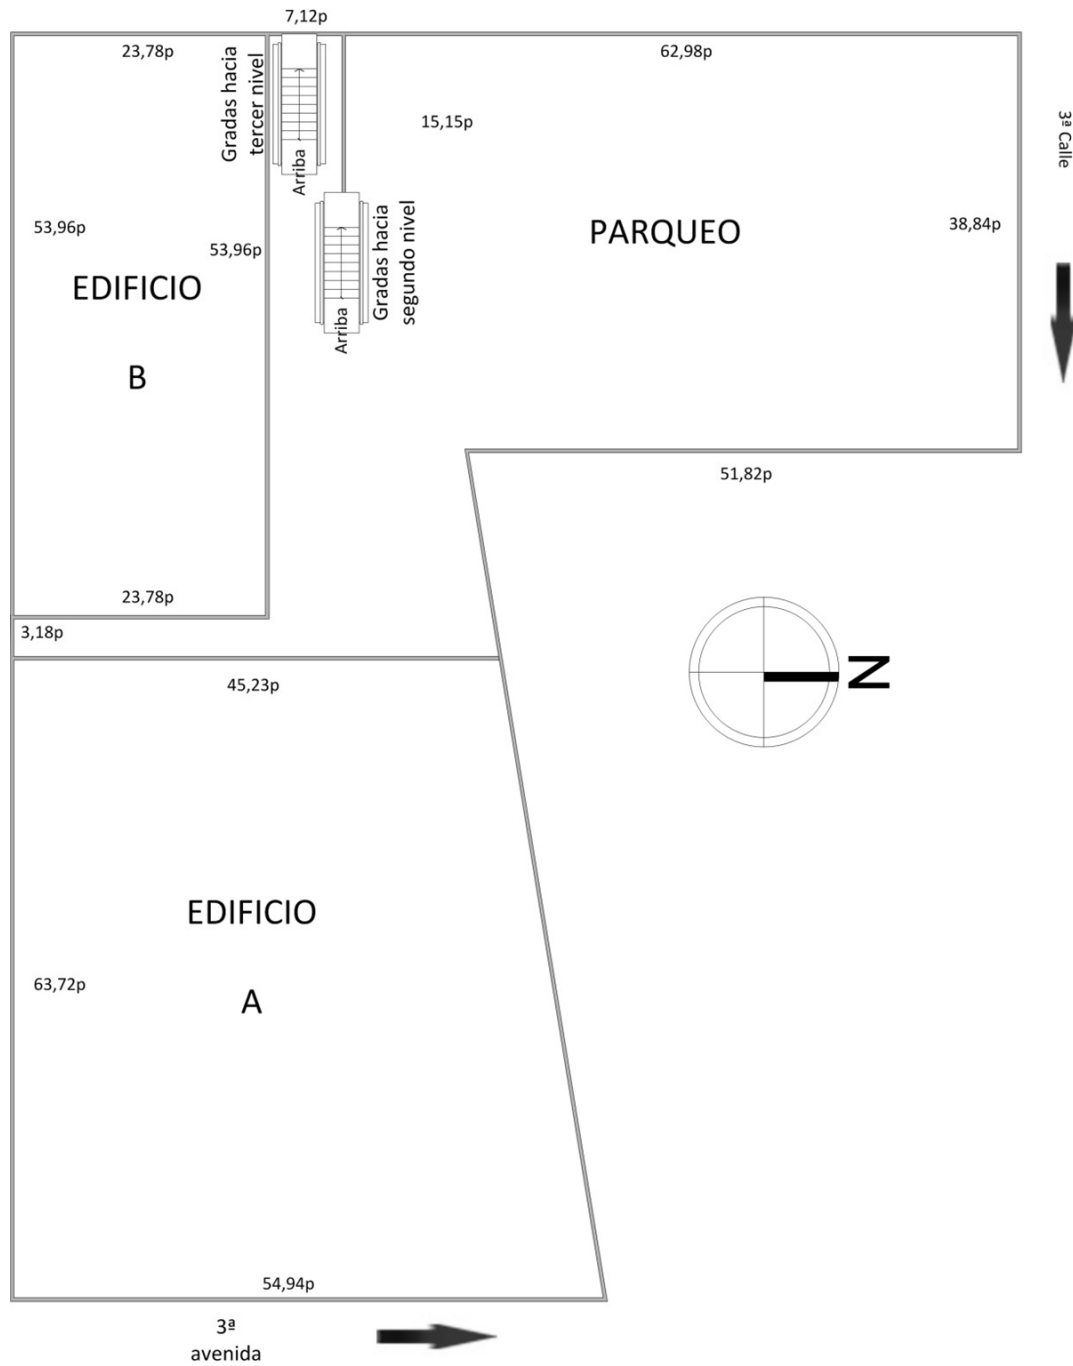 7,12p
23,78p
62,98p
Gradas hacia
tercer nivel
Arriba
15,15p
3ª Calle
53,96p
53,96p
Gradas hacia
segundo nivel
Arriba
PARQUEO
38,84p
EDIFICIO
B
51,82p
23,78p
3,18p
45,23p
N
EDIFICIO
A
63,72p
54,94p
3ª
avenida